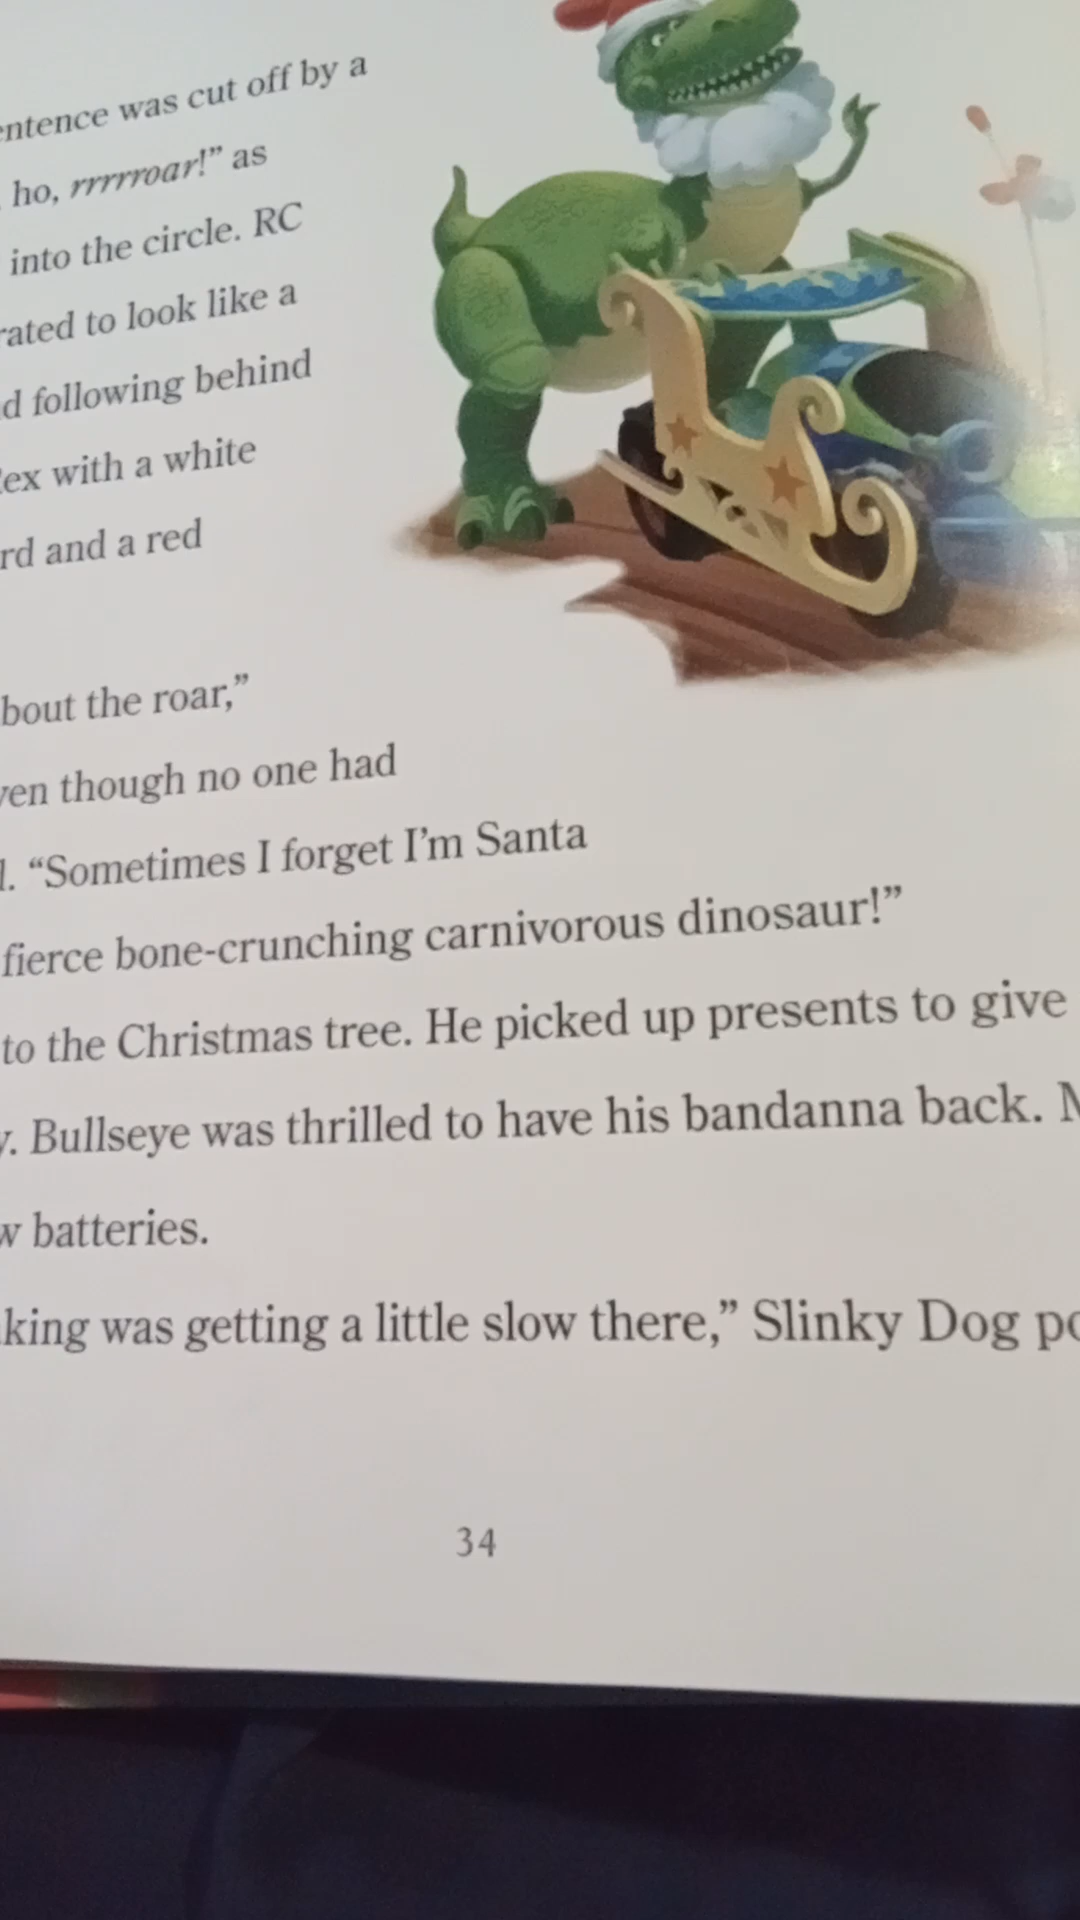 sentence was cut off by a
ho, rrrrroar!” as
into the circle. RC
rated to look like a
d following behind
ex with a white
rd and a red
bout the roar,”
ven though no one had
“Sometimes I forget I’m Santa
fierce bone-crunching carnivorous dinosaur!”
to the Christmas tree. He picked up presents to give
y. Bullseye was thrilled to have his bandanna back.
w batteries.
king was getting a little slow there,” Slinky Dog po
34